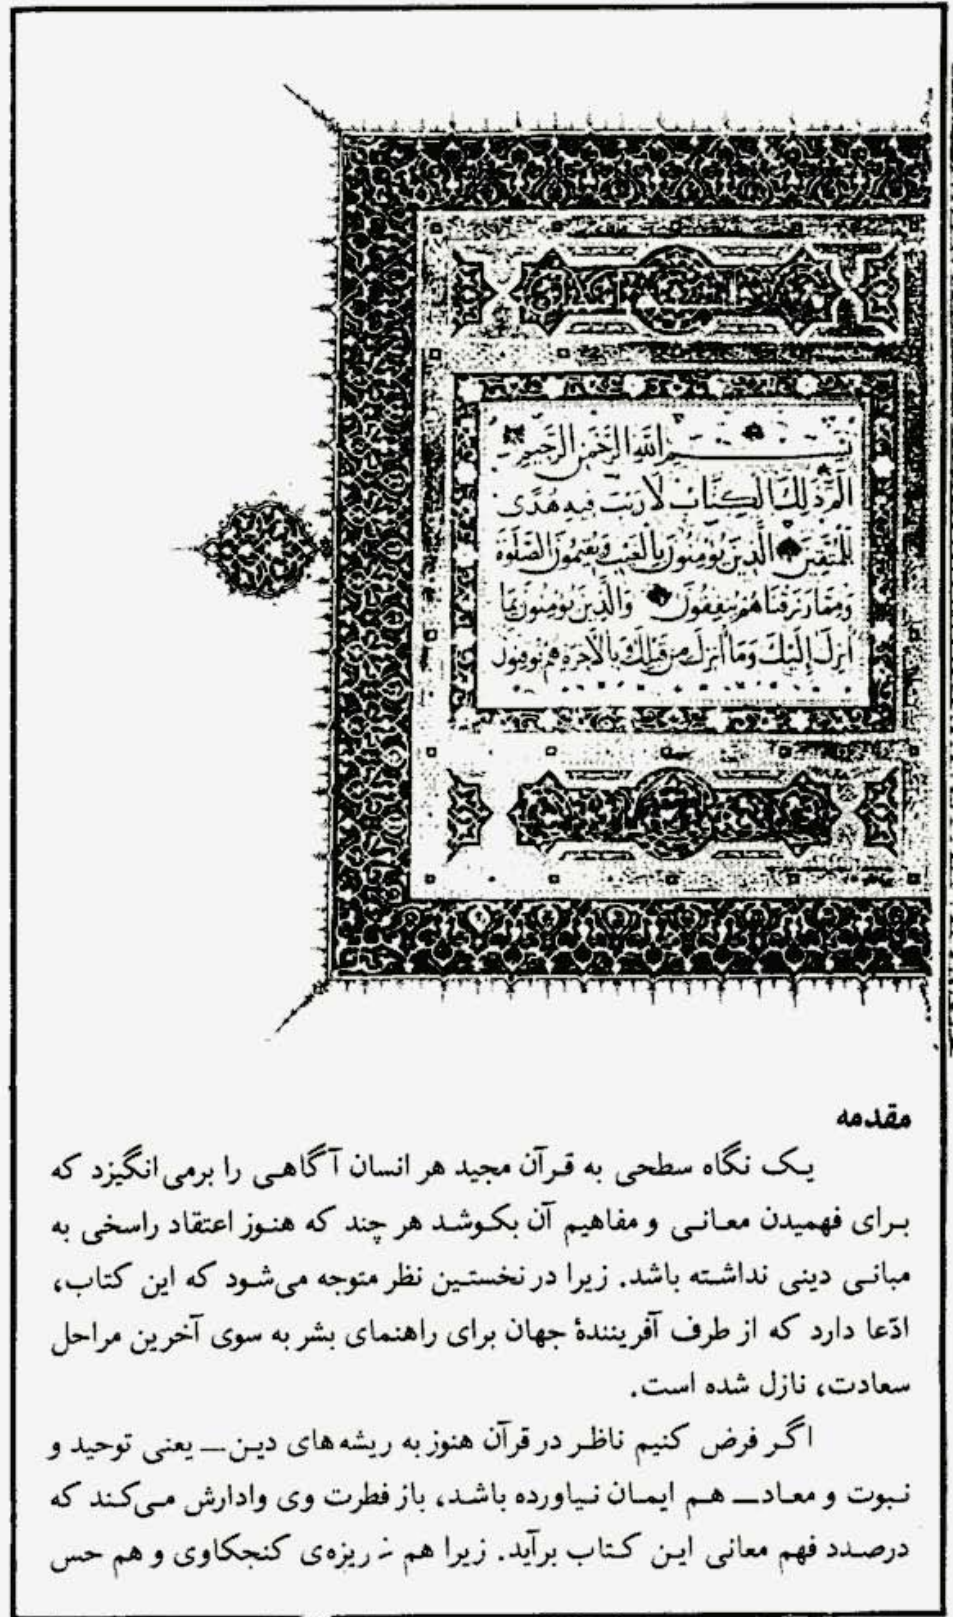 بسم الله الرحمن الرحیم
الم ذلك الكتاب لا ريب فيه هدى
للمتقين الذين يؤمنون بالغيب ويقيمون الصلوة
ومما رزقناهم ينفقون والذين يؤمنون بما
انزل اليك وما انزل من قبلك بالآخرة هم يوقنون
مقدمه
یک نگاه سطحی به قرآن مجید هر انسان آگاهی را برمی‌انگیزد که
برای فهمیدن معانی و مفاهیم آن بکوشد هر چند که هنوز اعتقاد راسخی به
مبانی دینی نداشته باشد. زیرا در نخستین نظر متوجه می‌شود که این کتاب،
ادّعا دارد که از طرف آفرینندهٔ جهان برای راهنمای بشر به سوی آخرین مراحل
سعادت، نازل شده است.
اگر فرض کنیم ناظر در قرآن هنوز به ریشه‌های دین— یعنی توحید و
نبوت و معاد— هم ایمان نیاورده باشد، باز فطرت وی وادارش می‌کند که
درصدد فهم معانی این کتاب برآید. زیرا هم غریزه‌ی کنجکاوی و هم حس